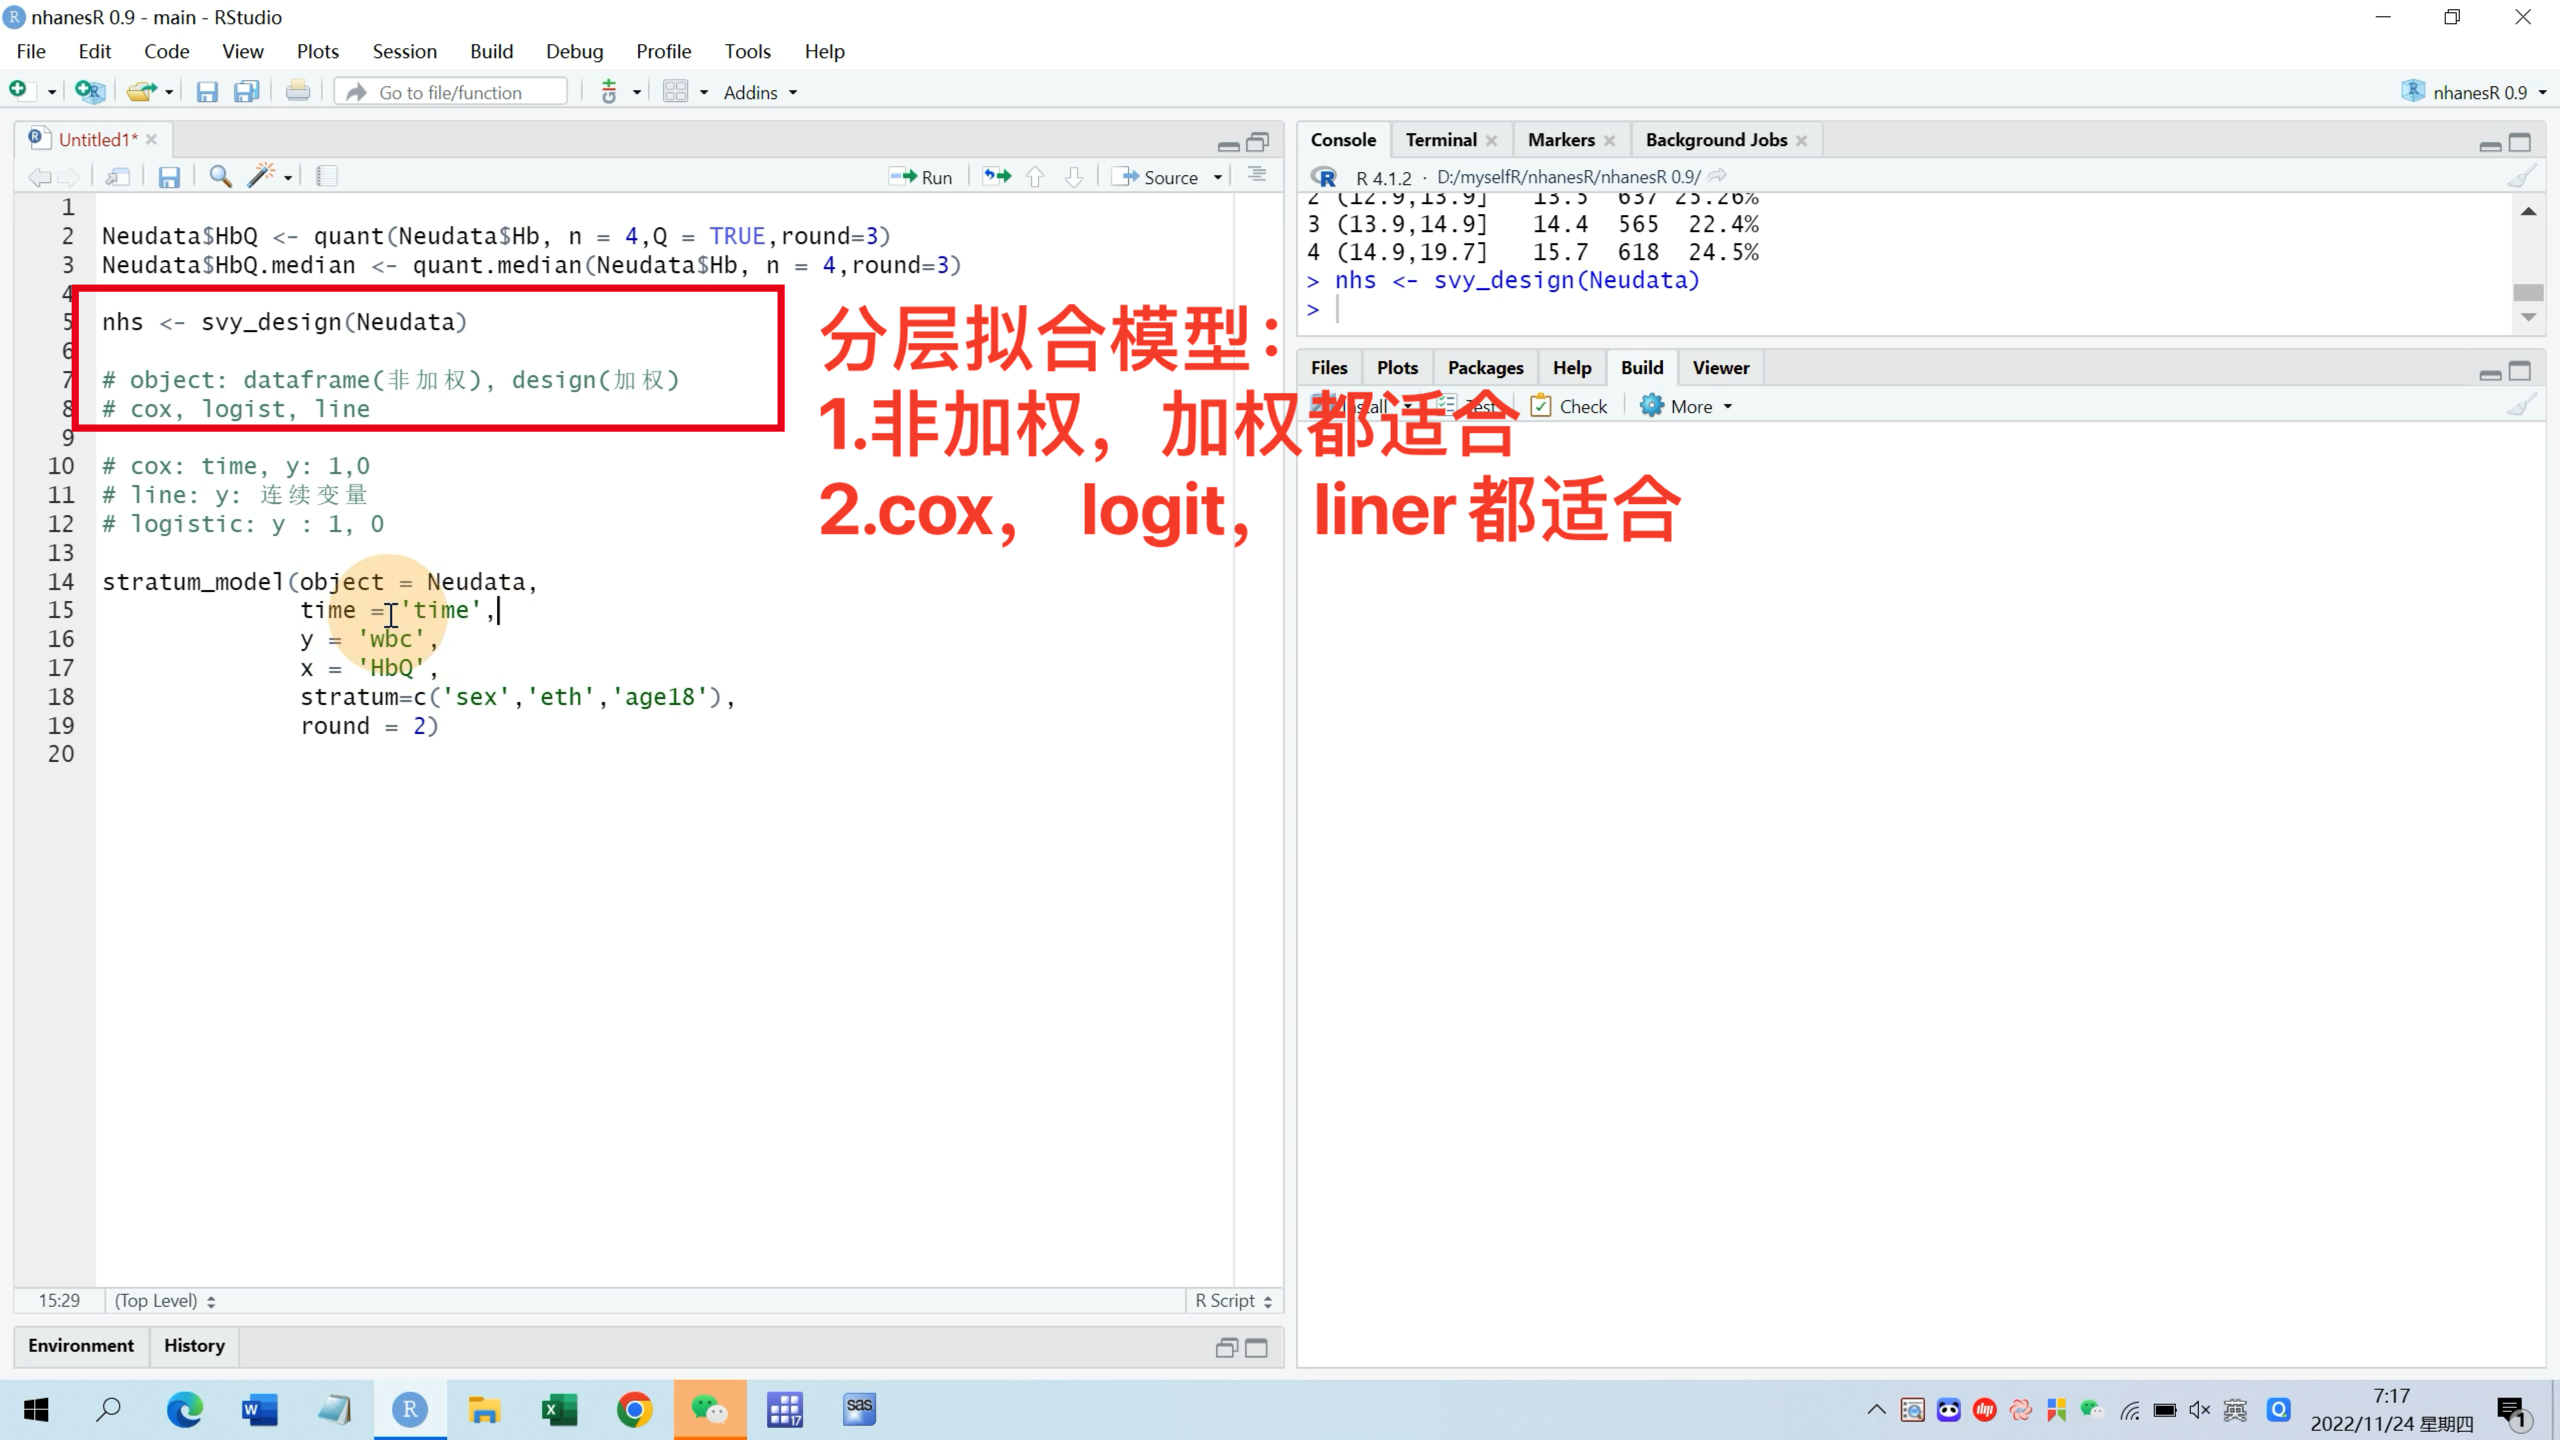 nhanesR 0.9 - main - RStudio
File Edit Code View Plots Session Build Debug Profile Tools Help
Go to file/function
Addins
nhanesR 0.9
Untitled1*
Run
Source
1
2 Neudata$HbQ <- quant(Neudata$Hb, n = 4,Q = TRUE,round=3)
3 Neudata$HbQ.median <- quant.median(Neudata$Hb, n = 4,round=3)
4
5 nhs <- svy_design(Neudata)
6
7 # object: dataframe(非加权), design(加权)
8 # cox, logist, line
9
10 # cox: time, y: 1,0
11 # line: y: 连续变量
12 # logistic: y : 1, 0
13
14 stratum_model(object = Neudata,
15 time = 'time',
16 y = 'wbc',
17 x = 'HbQ',
18 stratum=c('sex','eth','age18'),
19 round = 2)
20
分层拟合模型：
1.非加权，加权都适合
2.cox， logit， liner都适合
15:29 (Top Level) R Script
Environment History
Console Terminal Markers Background Jobs
R 4.1.2 · D:/myselfR/nhanesR/nhanesR 0.9/
2 (12.9,13.9] 13.5 637 25.26%
3 (13.9,14.9] 14.4 565 22.4%
4 (14.9,19.7] 15.7 618 24.5%
> nhs <- svy_design(Neudata)
>
Files Plots Packages Help Build Viewer
Test Check More
7:17
2022/11/24 星期四